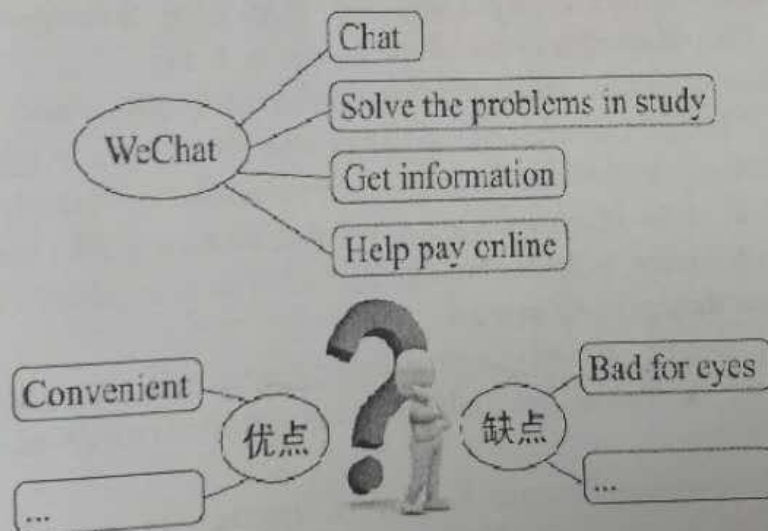 Chat
Solve the problems in study
WeChat
Get information
Help pay online
Convenient
优点
...
Bad for eyes
缺点
...